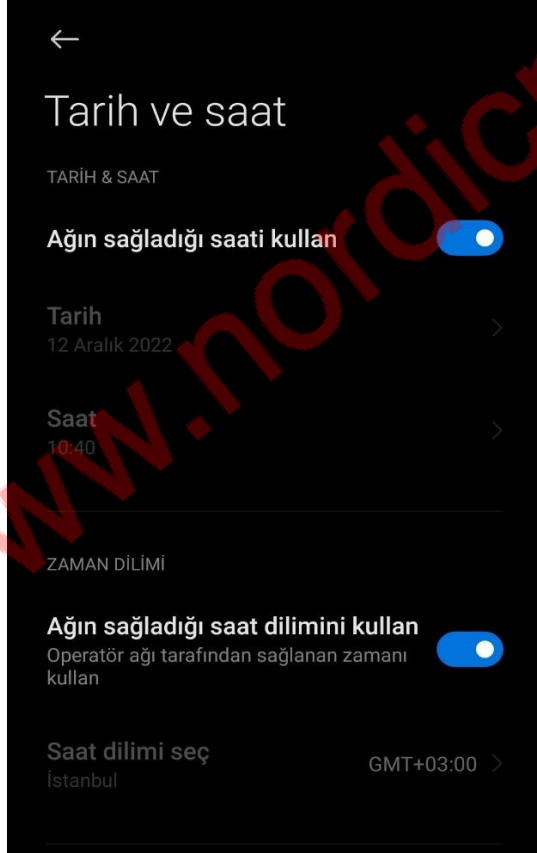 Tarih ve saat
TARİH & SAAT
Ağın sağladığı saati kullan
Tarih
12 Aralık 2022
Saat
10:40
ZAMAN DİLİMİ
Ağın sağladığı saat dilimini kullan
Operatör ağı tarafından sağlanan zamanı
kullan
Saat dilimi seç
GMT+03:00
İstanbul
ww.nordicr